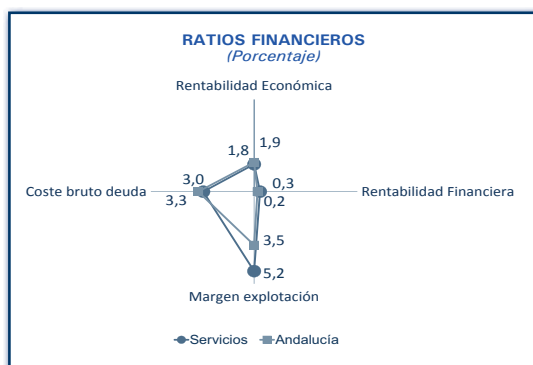 RATIOS FINANCIEROS
(Porcentaje)
Rentabilidad Económica
1,8
1,9
3,0
0,3
Coste bruto deuda
Rentabilidad Financiera
3,3
0,2
3,5
5,2
Margen explotación
Servicios Andalucía